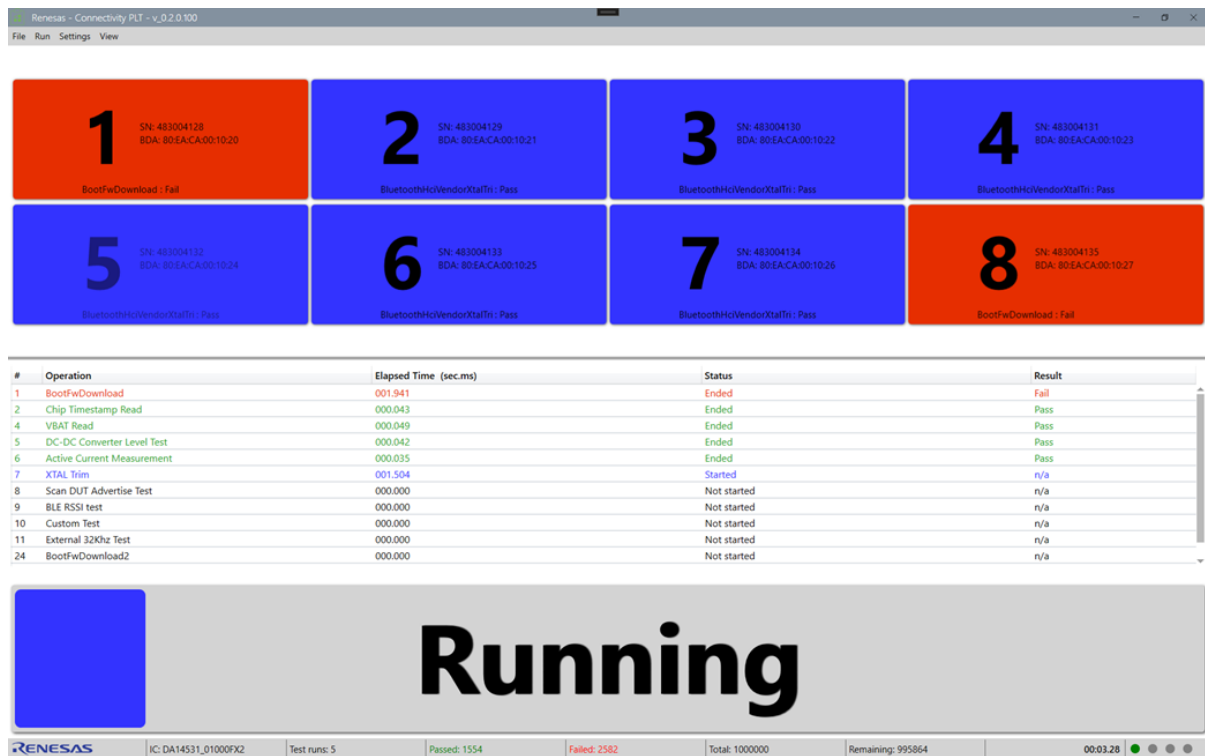 Renesas - Connectivity PLT - v_0.2.0.100
File Run Settings View
1 SN: 483004128
BDA: 80:EA:CA:00:10:20
BootFwDownload : Fail
2 SN: 483004129
BDA: 80:EA:CA:00:10:21
BluetoothHciVendorXtalTri : Pass
3 SN: 483004130
BDA: 80:EA:CA:00:10:22
BluetoothHciVendorXtalTri : Pass
4 SN: 483004131
BDA: 80:EA:CA:00:10:23
BluetoothHciVendorXtalTri : Pass
5 SN: 483004132
BDA: 80:EA:CA:00:10:24
BluetoothHciVendorXtalTri : Pass
6 SN: 483004133
BDA: 80:EA:CA:00:10:25
BluetoothHciVendorXtalTri : Pass
7 SN: 483004134
BDA: 80:EA:CA:00:10:26
BluetoothHciVendorXtalTri : Pass
8 SN: 483004135
BDA: 80:EA:CA:00:10:27
BootFwDownload : Fail
# Operation Elapsed Time (sec.ms) Status Result
1 BootFwDownload 001.941 Ended Fail
2 Chip Timestamp Read 000.043 Ended Pass
4 VBAT Read 000.049 Ended Pass
5 DC-DC Converter Level Test 000.042 Ended Pass
6 Active Current Measurement 000.035 Ended Pass
7 XTAL Trim 001.504 Started n/a
8 Scan DUT Advertise Test 000.000 Not started n/a
9 BLE RSSI test 000.000 Not started n/a
10 Custom Test 000.000 Not started n/a
11 External 32Khz Test 000.000 Not started n/a
24 BootFwDownload2 000.000 Not started n/a
Running
RENESAS IC: DA14531_01000FX2 Test runs: 5 Passed: 1554 Failed: 2582 Total: 1000000 Remaining: 995864 00:03.28